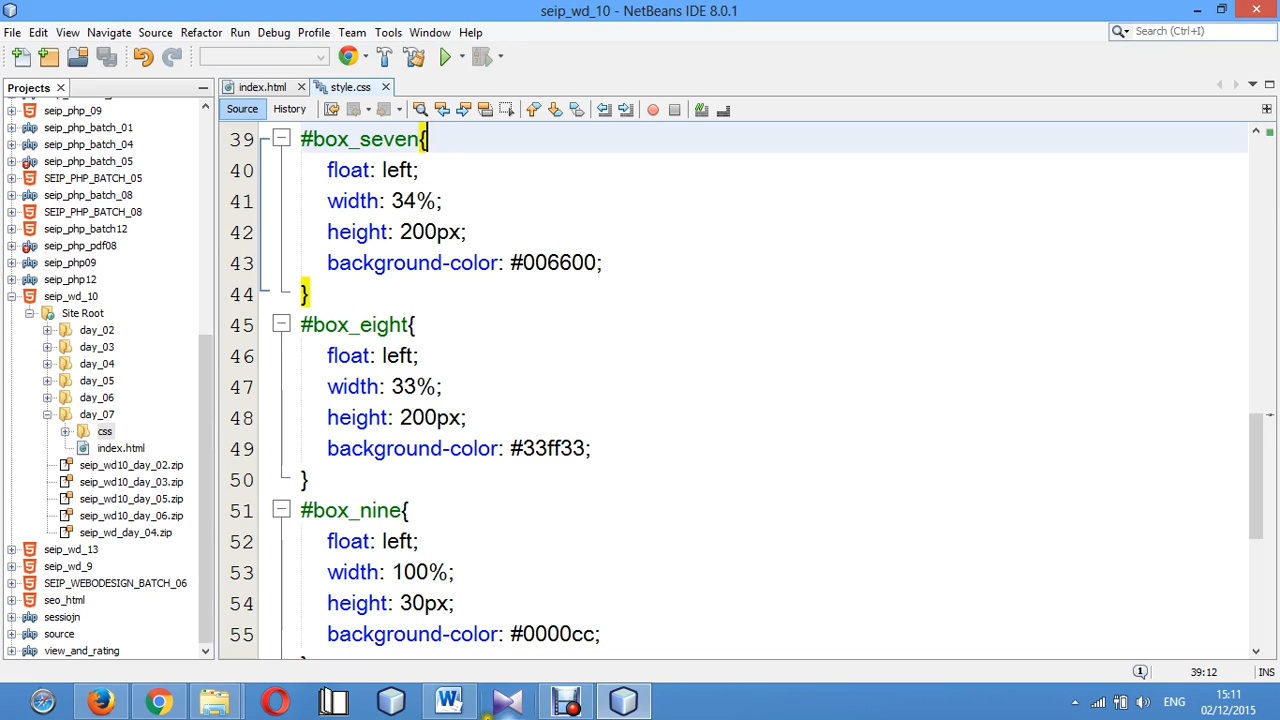 seip_wd_10 - NetBeans IDE 8.0.1
File Edit View Navigate Source Refactor Run Debug Profile Team Tools Window Help
Search (Ctrl+I)
Projects
index.html
style.css
Source History
seip_php_09
seip_php_batch_01
seip_php_batch_04
seip_php_batch_05
SEIP_PHP_BATCH_05
seip_php_batch_08
SEIP_PHP_BATCH_08
seip_php_batch12
seip_php_pdf08
seip_php09
seip_php12
seip_wd_10
Site Root
day_02
day_03
day_04
day_05
day_06
day_07
css
index.html
seip_wd10_day_02.zip
seip_wd10_day_03.zip
seip_wd10_day_05.zip
seip_wd10_day_06.zip
seip_wd_day_04.zip
seip_wd_13
seip_wd_9
SEIP_WEBODESIGN_BATCH_06
seo_html
sessiojn
source
view_and_rating
39 #box_seven{
40 float: left;
41 width: 34%;
42 height: 200px;
43 background-color: #006600;
44 }
45 #box_eight{
46 float: left;
47 width: 33%;
48 height: 200px;
49 background-color: #33ff33;
50 }
51 #box_nine{
52 float: left;
53 width: 100%;
54 height: 30px;
55 background-color: #0000cc;
39:12 INS
ENG
15:11
02/12/2015